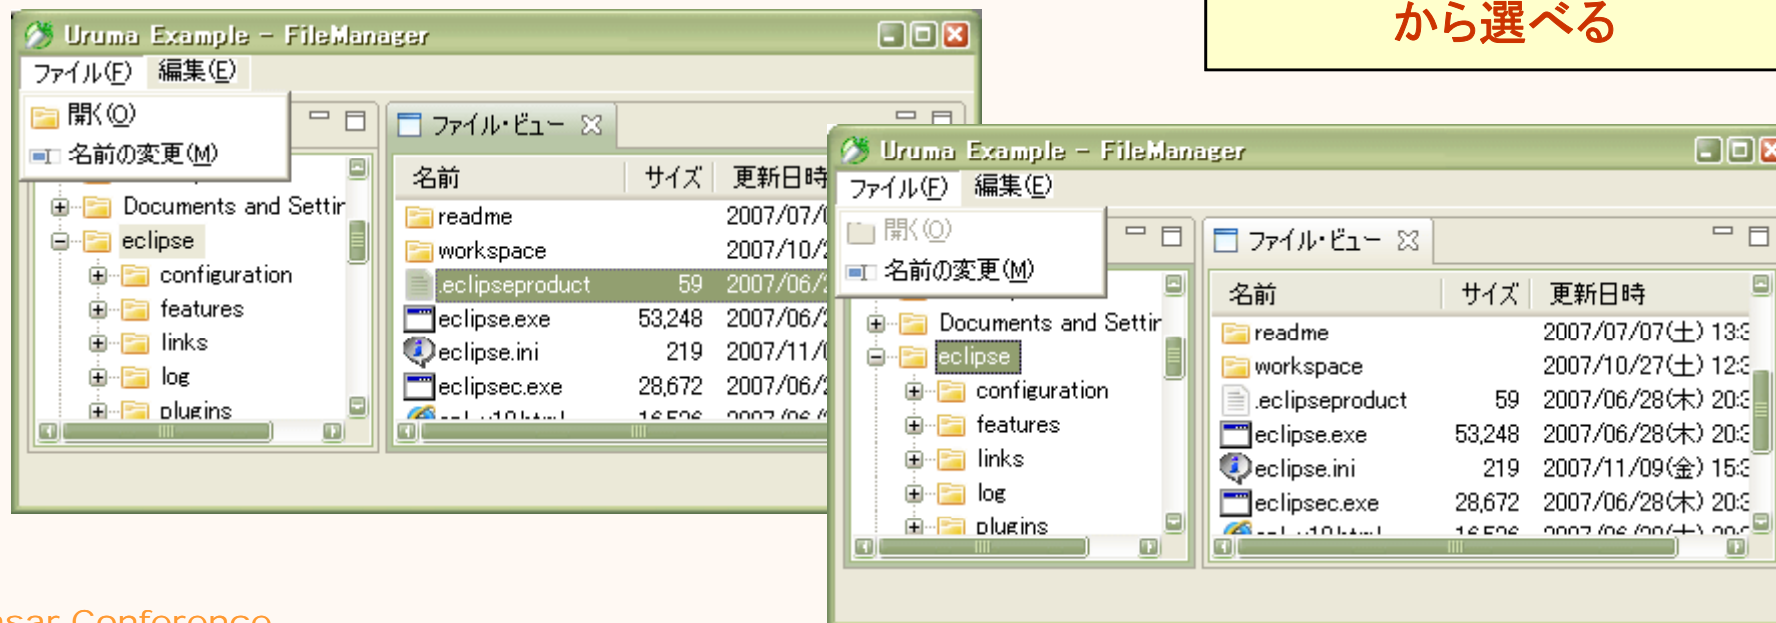 から選べる
Uruma Example - FileManager
ファイル(F) 編集(E)
開く(O)
名前の変更(M)
ファイル・ビュー
名前 サイズ 更新日時
Documents and Settin
eclipse
configuration
features
links
log
plugins
readme 2007/07/0
workspace 2007/10/2
.eclipseproduct 59 2007/06/2
eclipse.exe 53,248 2007/06/2
eclipse.ini 219 2007/11/0
eclipsec.exe 28,672 2007/06/2
Uruma Example - FileManager
ファイル(F) 編集(E)
開く(O)
名前の変更(M)
ファイル・ビュー
名前 サイズ 更新日時
Documents and Settin
eclipse
configuration
features
links
log
plugins
readme 2007/07/07(土) 13:3
workspace 2007/10/27(土) 12:3
.eclipseproduct 59 2007/06/28(木) 20:3
eclipse.exe 53,248 2007/06/28(木) 20:3
eclipse.ini 219 2007/11/09(金) 15:3
eclipsec.exe 28,672 2007/06/28(木) 20:3
asar Conference